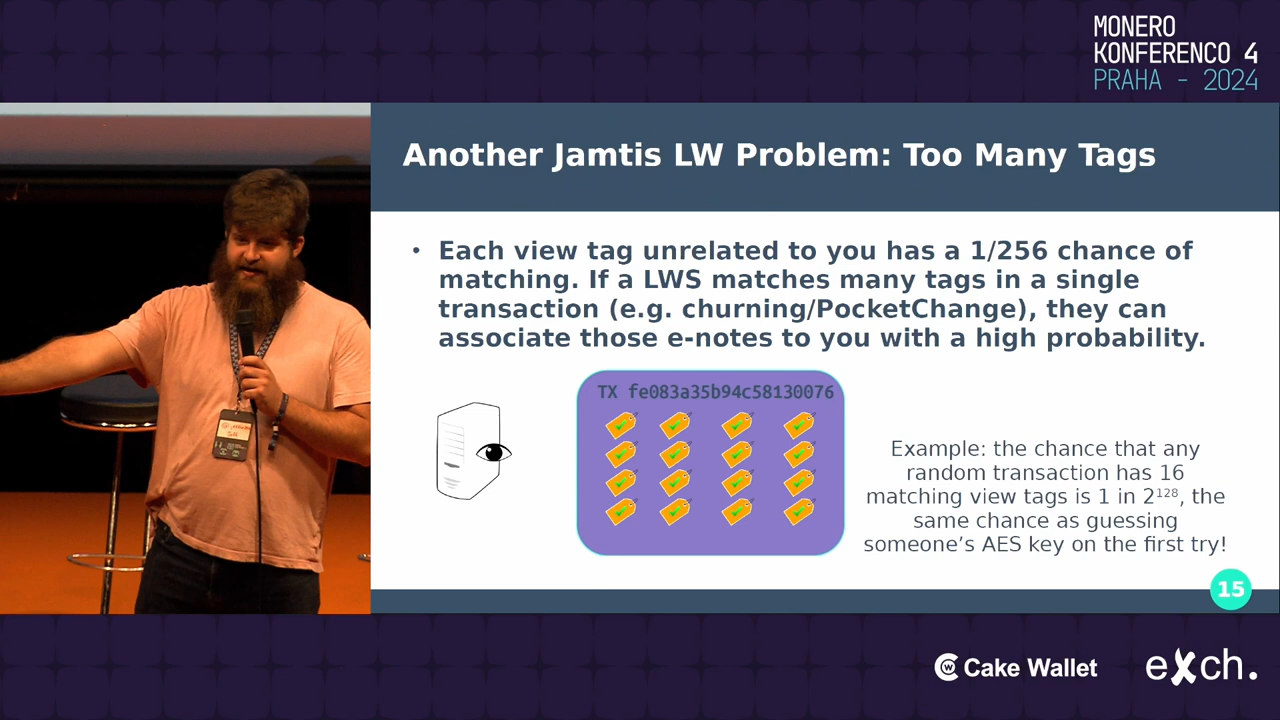 MONERO
KONFERENCO 4
PRAHA - 2024
Another Jamtis LW Problem: Too Many Tags
• Each view tag unrelated to you has a 1/256 chance of
matching. If a LWS matches many tags in a single
transaction (e.g. churning/PocketChange), they can
associate those e-notes to you with a high probability.
TX fe083a35b94c58130076
Example: the chance that any
random transaction has 16
matching view tags is 1 in 2¹²⁸, the
same chance as guessing
someone's AES key on the first try!
15
Cake Wallet
eXch.